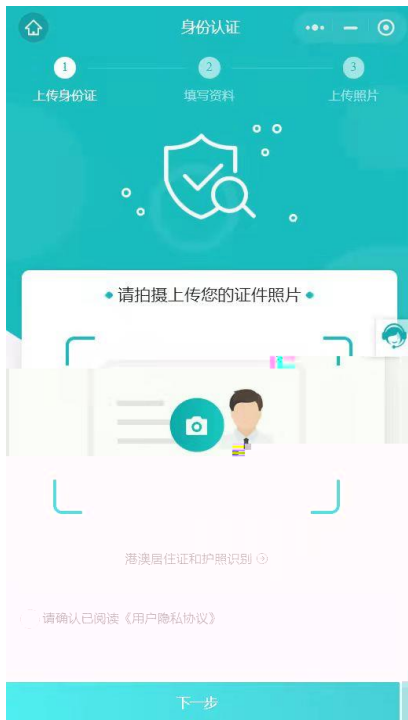 身份认证
1
2
3
上传身份证
填写资料
上传照片
请拍摄上传您的证件照片
港澳居住证和护照识别
请确认已阅读《用户隐私协议》
下一步